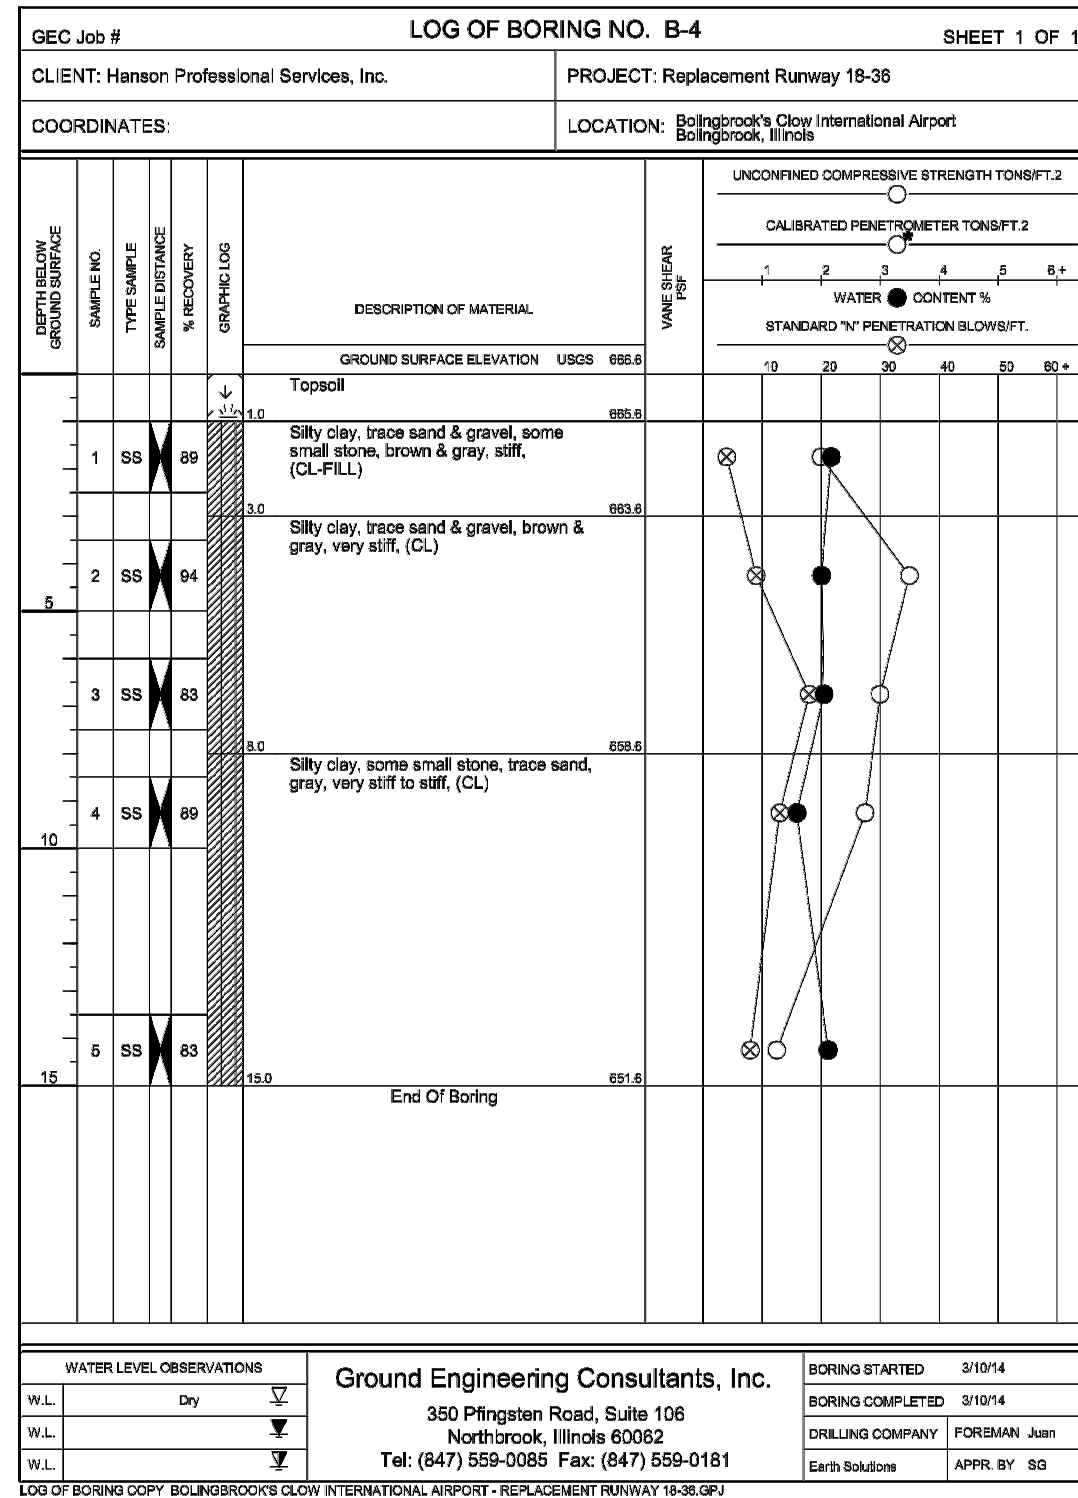 GEC Job #
LOG OF BORING NO. B-4
SHEET 1 OF 1
CLIENT: Hanson Professional Services, Inc.
PROJECT: Replacement Runway 18-36
COORDINATES:
LOCATION: Bolingbrook's Clow International Airport
Bolingbrook, Illinois
DEPTH BELOW
GROUND SURFACE
SAMPLE NO.
TYPE SAMPLE
SAMPLE DISTANCE
% RECOVERY
GRAPHIC LOG
DESCRIPTION OF MATERIAL
GROUND SURFACE ELEVATION USGS 666.6
VANE SHEAR
PSF
UNCONFINED COMPRESSIVE STRENGTH TONS/FT.2
CALIBRATED PENETROMETER TONS/FT.2
*
1 2 3 4 5 6+
WATER CONTENT %
STANDARD "N" PENETRATION BLOWS/FT.
10 20 30 40 50 60 +
Topsoil
1.0 665.6
Silty clay, trace sand & gravel, some
small stone, brown & gray, stiff,
(CL-FILL)
1 SS 89
3.0 663.6
Silty clay, trace sand & gravel, brown &
gray, very stiff, (CL)
2 SS 94
5
3 SS 83
8.0 658.6
Silty clay, some small stone, trace sand,
gray, very stiff to stiff, (CL)
4 SS 89
10
5 SS 83
15
15.0 651.6
End Of Boring
WATER LEVEL OBSERVATIONS
W.L. Dry
W.L.
W.L.
Ground Engineering Consultants, Inc.
350 Pfingsten Road, Suite 106
Northbrook, Illinois 60062
Tel: (847) 559-0085 Fax: (847) 559-0181
BORING STARTED 3/10/14
BORING COMPLETED 3/10/14
DRILLING COMPANY FOREMAN Juan
Earth Solutions APPR. BY SG
LOG OF BORING COPY BOLINGBROOK'S CLOW INTERNATIONAL AIRPORT - REPLACEMENT RUNWAY 18-36.GPJ